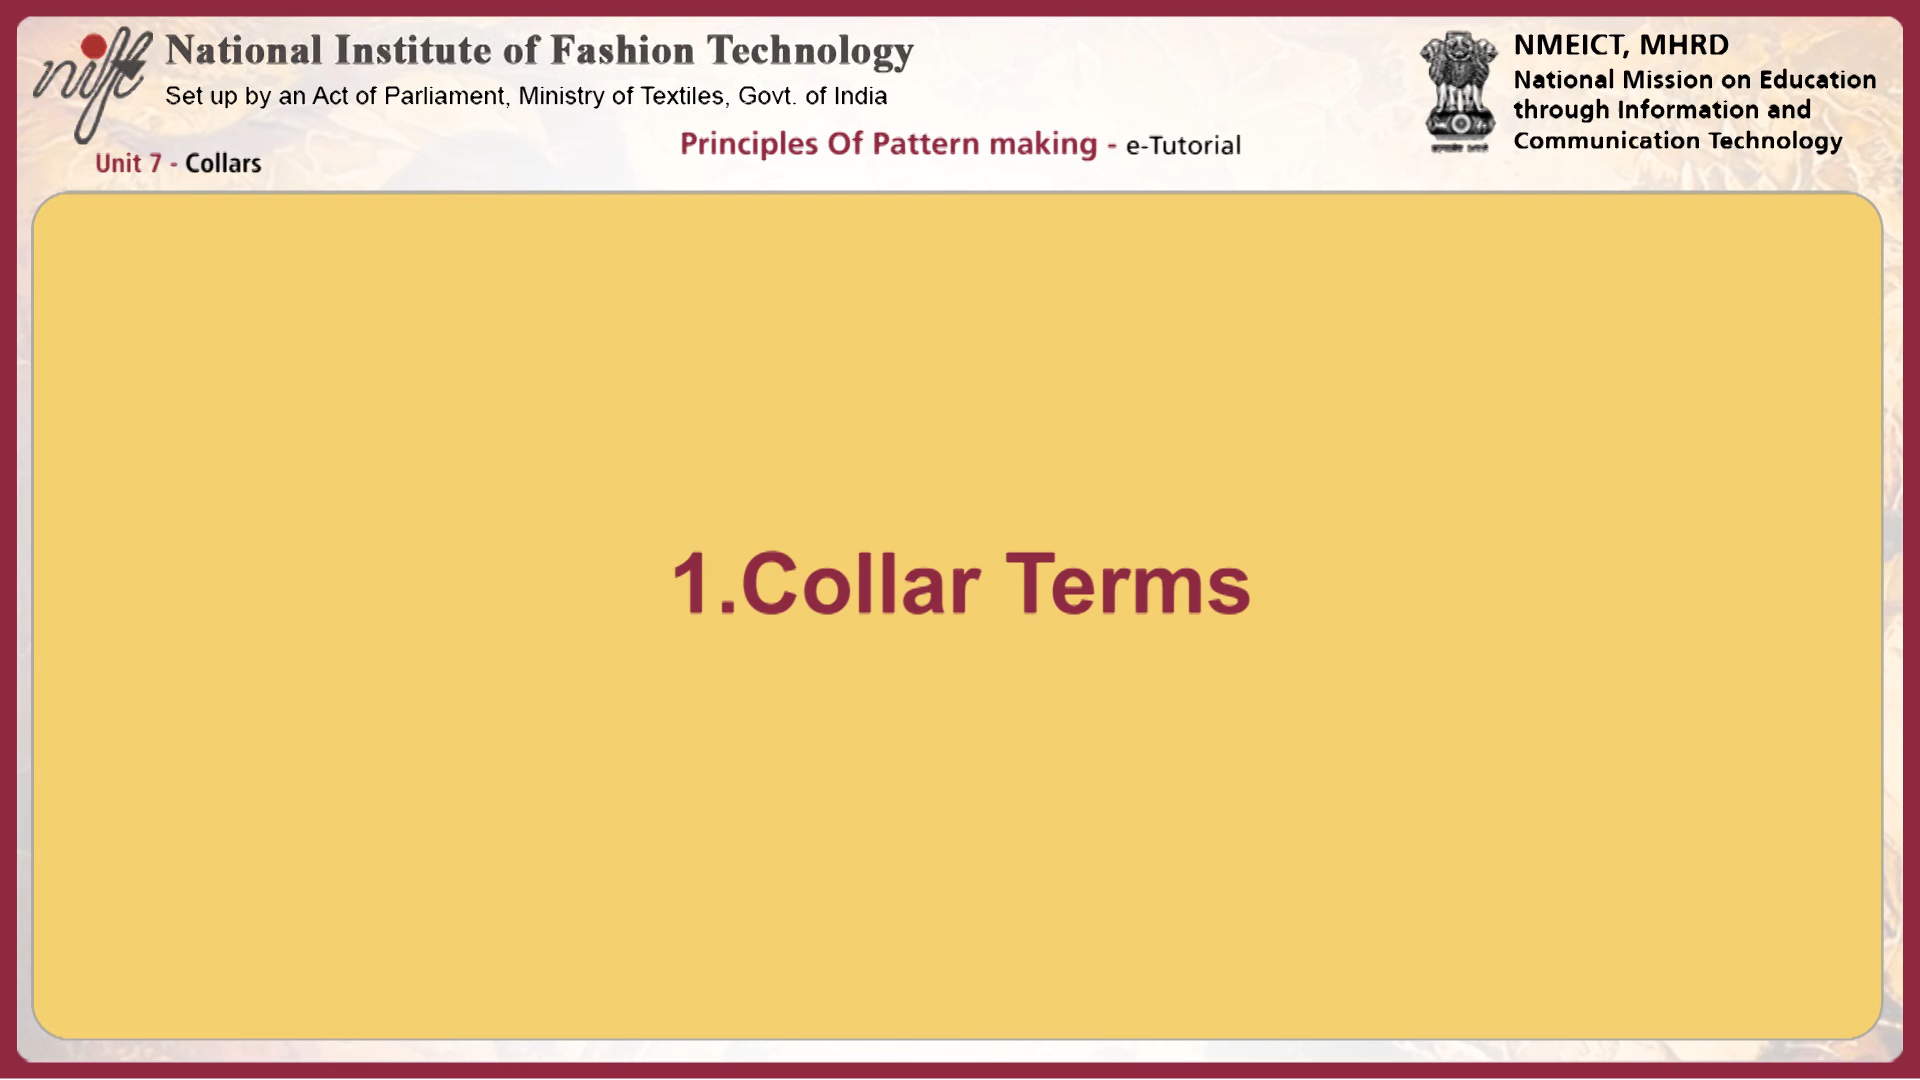 nift
National Institute of Fashion Technology
Set up by an Act of Parliament, Ministry of Textiles, Govt. of India
Unit 7 - Collars
Principles Of Pattern making - e-Tutorial
NMEICT, MHRD
National Mission on Education
through Information and
Communication Technology
1.Collar Terms